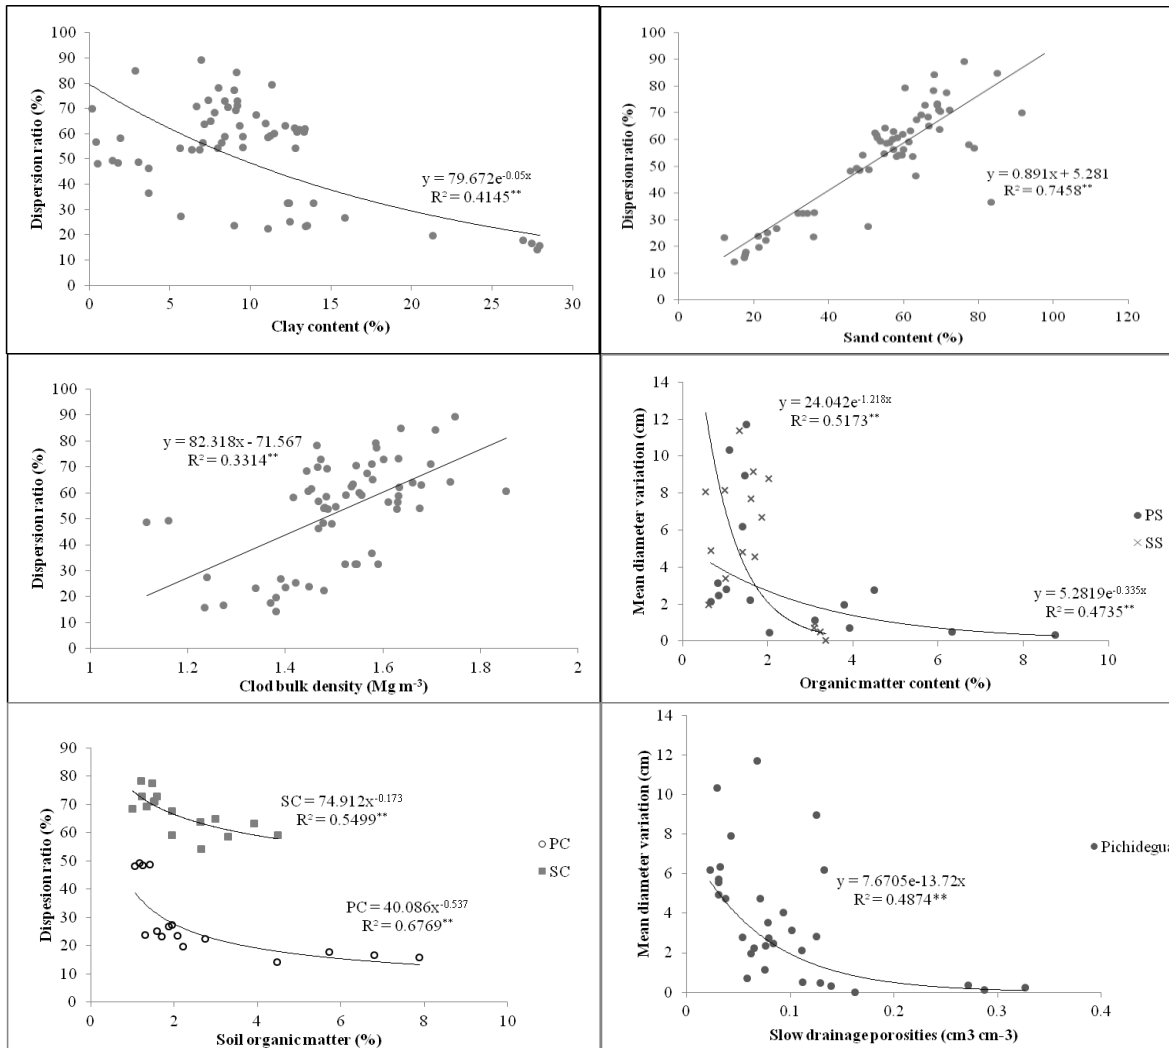 100
90
80
70
60
50
40
30
20
10
0
Dispersion ratio (%)
y = 79.672e-0.05x
R² = 0.4145**
0 5 10 15 20 25 30
Clay content (%)
100
90
80
70
60
50
40
30
20
10
0
Dispersion ratio (%)
y = 0.891x + 5.281
R² = 0.7458**
0 20 40 60 80 100 120
Sand content (%)
100
90
80
70
60
50
40
30
20
10
0
Dispersion ratio (%)
y = 82.318x - 71.567
R² = 0.3314**
1 1.2 1.4 1.6 1.8 2
Clod bulk density (Mg m-3)
14
12
10
8
6
4
2
0
Mean diameter variation (cm)
y = 24.042e-1.218x
R² = 0.5173**
PS
SS
y = 5.2819e-0.335x
R² = 0.4735**
0 2 4 6 8 10
Organic matter content (%)
90
80
70
60
50
40
30
20
10
0
Dispesion ratio (%)
SC = 74.912x-0.173
R² = 0.5499**
PC
SC
PC = 40.086x-0.537
R² = 0.6769**
0 2 4 6 8 10
Soil organic matter (%)
14
12
10
8
6
4
2
0
Mean diameter variation (cm)
Pichidegua
y = 7.6705e-13.72x
R² = 0.4874**
0 0.1 0.2 0.3 0.4
Slow drainage porosities (cm3 cm-3)